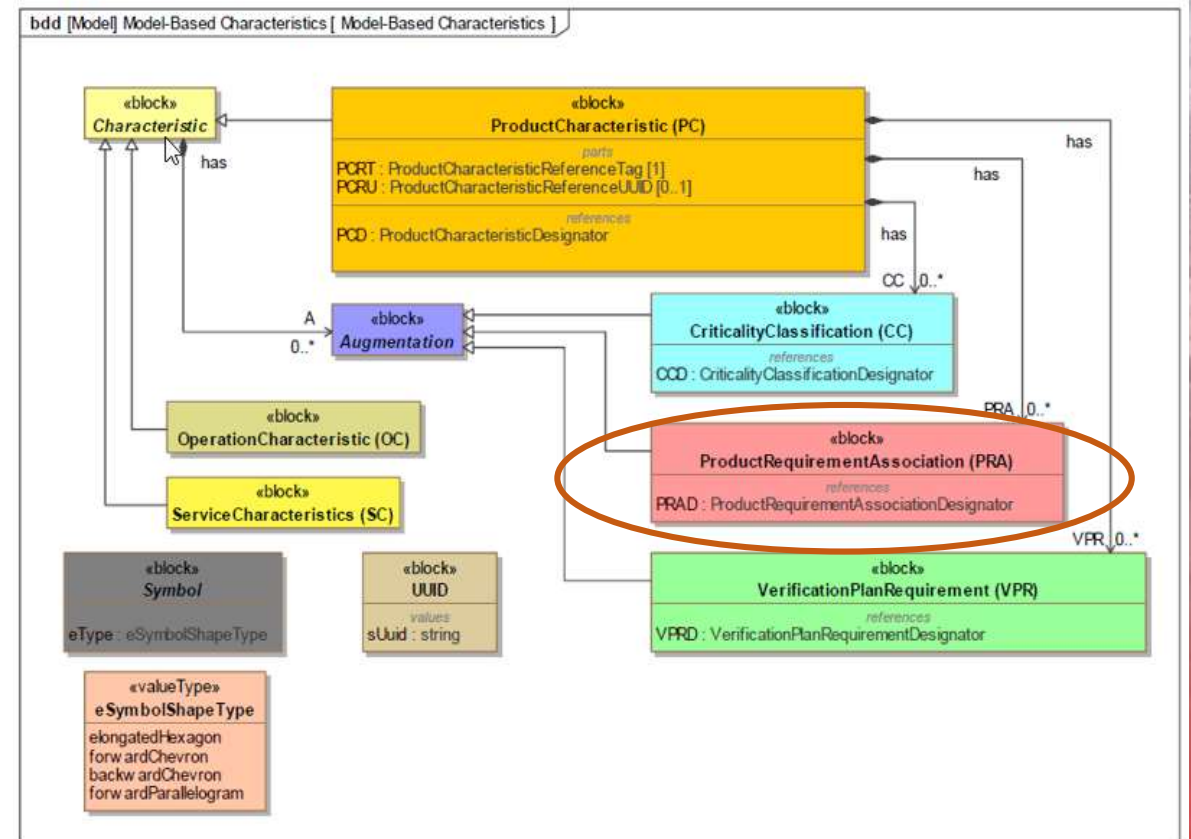 bdd [Model] Model-Based Characteristics [ Model-Based Characteristics ]
«block»
Characteristic
has
«block»
ProductCharacteristic (PC)
parts
PCRT : ProductCharacteristicReferenceTag [1]
PCRU : ProductCharacteristicReferenceUUID [0..1]
references
PCD : ProductCharacteristicDesignator
has
has
has
CC 0..*
A
0..*
«block»
Augmentation
«block»
CriticalityClassification (CC)
references
CCD : CriticalityClassificationDesignator
PRA 0..*
«block»
OperationCharacteristic (OC)
«block»
ProductRequirementAssociation (PRA)
references
PRAD : ProductRequirementAssociationDesignator
«block»
ServiceCharacteristics (SC)
VPR 0..*
«block»
Symbol
eType : eSymbolShapeType
«block»
UUID
values
sUuid : string
«block»
VerificationPlanRequirement (VPR)
references
VPRD : VerificationPlanRequirementDesignator
«valueType»
eSymbolShapeType
elongatedHexagon
forwardChevron
backwardChevron
forwardParallelogram